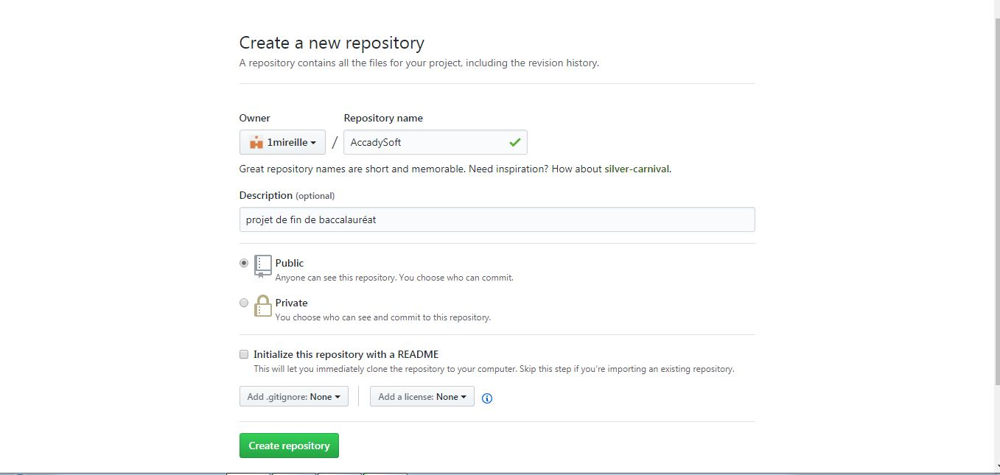 Create a new repository
A repository contains all the files for your project, including the revision history.
Owner Repository name
1mireille / AccadySoft
Great repository names are short and memorable. Need inspiration? How about silver-carnival.
Description (optional)
projet de fin de baccalauréat
Public
Anyone can see this repository. You choose who can commit.
Private
You choose who can see and commit to this repository.
Initialize this repository with a README
This will let you immediately clone the repository to your computer. Skip this step if you’re importing an existing repository.
Add .gitignore: None Add a license: None
Create repository